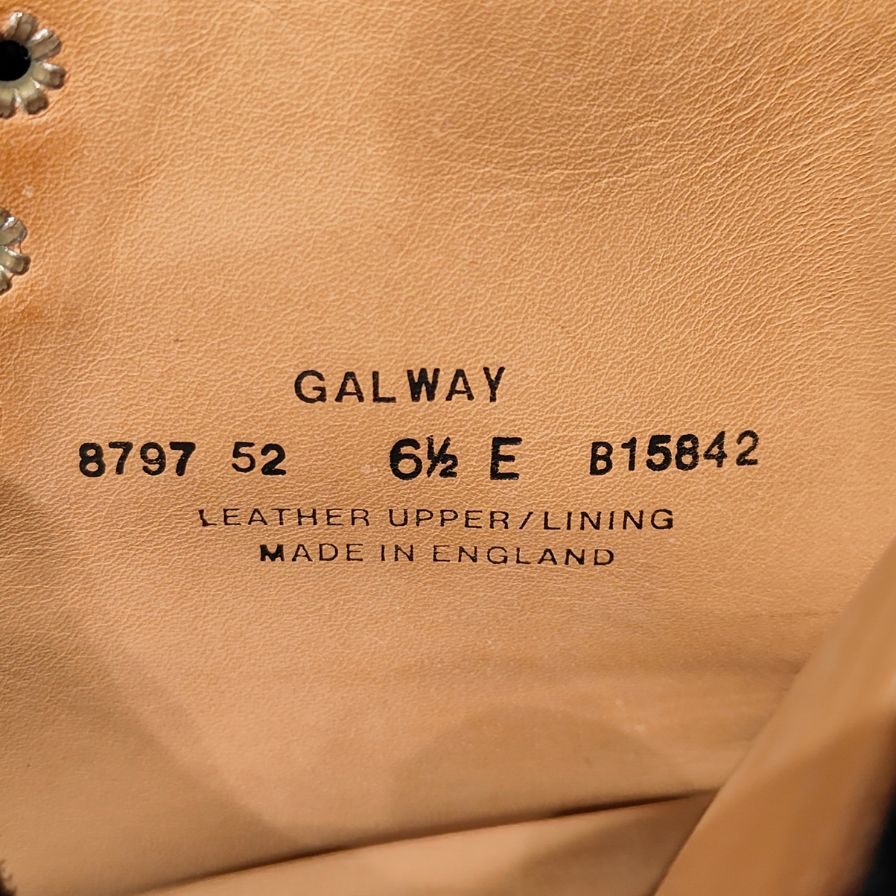 GALWAY
8797 52 6½ E B15842
LEATHER UPPER/LINING
MADE IN ENGLAND